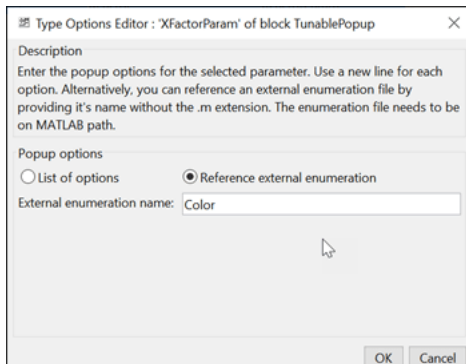 Type Options Editor : 'XFactorParam' of block TunablePopup
Description
Enter the popup options for the selected parameter. Use a new line for each
option. Alternatively, you can reference an external enumeration file by
providing it's name without the .m extension. The enumeration file needs to be
on MATLAB path.
Popup options
List of options Reference external enumeration
External enumeration name: Color
OK Cancel